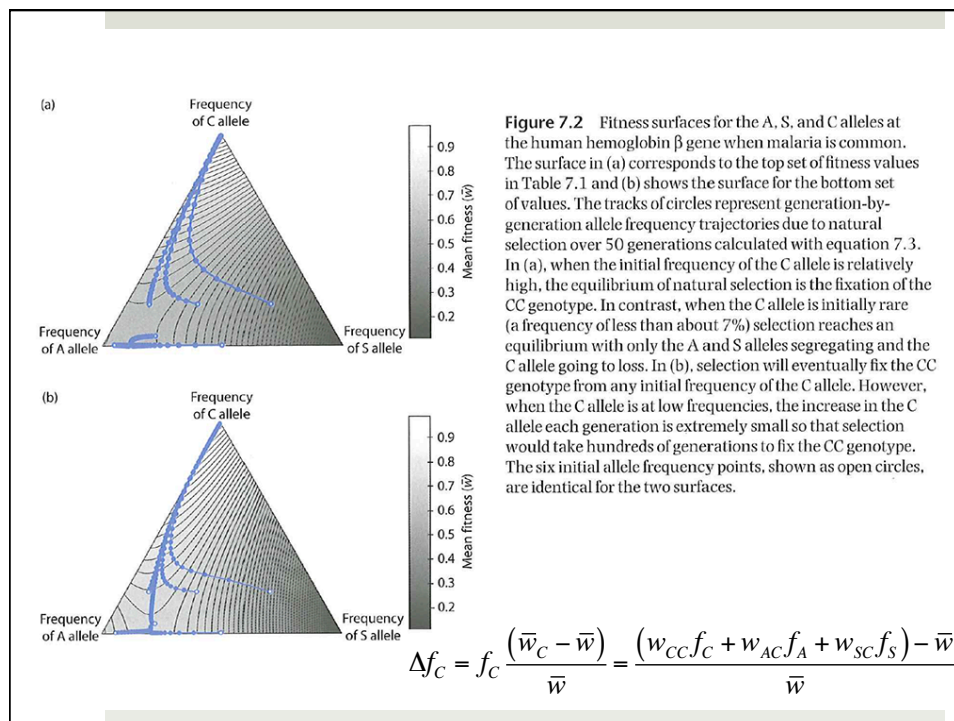 (a)
Frequency
of C allele
0.9
0.8
0.7
0.6
0.5
0.4
0.3
0.2
Mean fitness (w̅)
Frequency
of A allele
Frequency
of S allele
(b)
Frequency
of C allele
0.9
0.8
0.7
0.6
0.5
0.4
0.3
0.2
Mean fitness (w̅)
Frequency
of A allele
Frequency
of S allele
Figure 7.2 Fitness surfaces for the A, S, and C alleles at
the human hemoglobin β gene when malaria is common.
The surface in (a) corresponds to the top set of fitness values
in Table 7.1 and (b) shows the surface for the bottom set
of values. The tracks of circles represent generation-by-
generation allele frequency trajectories due to natural
selection over 50 generations calculated with equation 7.3.
In (a), when the initial frequency of the C allele is relatively
high, the equilibrium of natural selection is the fixation of the
CC genotype. In contrast, when the C allele is initially rare
(a frequency of less than about 7%) selection reaches an
equilibrium with only the A and S alleles segregating and the
C allele going to loss. In (b), selection will eventually fix the CC
genotype from any initial frequency of the C allele. However,
when the C allele is at low frequencies, the increase in the C
allele each generation is extremely small so that selection
would take hundreds of generations to fix the CC genotype.
The six initial allele frequency points, shown as open circles,
are identical for the two surfaces.
Δf_C = f_C (w̅_C − w̅) / w̅ = ((w_CC f_C + w_AC f_A + w_SC f_S) − w̅) / w̅